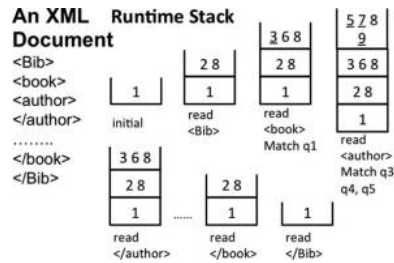 An XML Document
Runtime Stack
<Bib>
<book>
<author>
</author>
........
</book>
</Bib>
1
initial
2 8
1
read
<Bib>
3 6 8
2 8
1
read
<book>
Match q1
5 7 8
9
3 6 8
2 8
1
read
<author>
Match q3
q4, q5
3 6 8
2 8
1
read
</author>
......
2 8
1
read
</book>
1
read
</Bib>